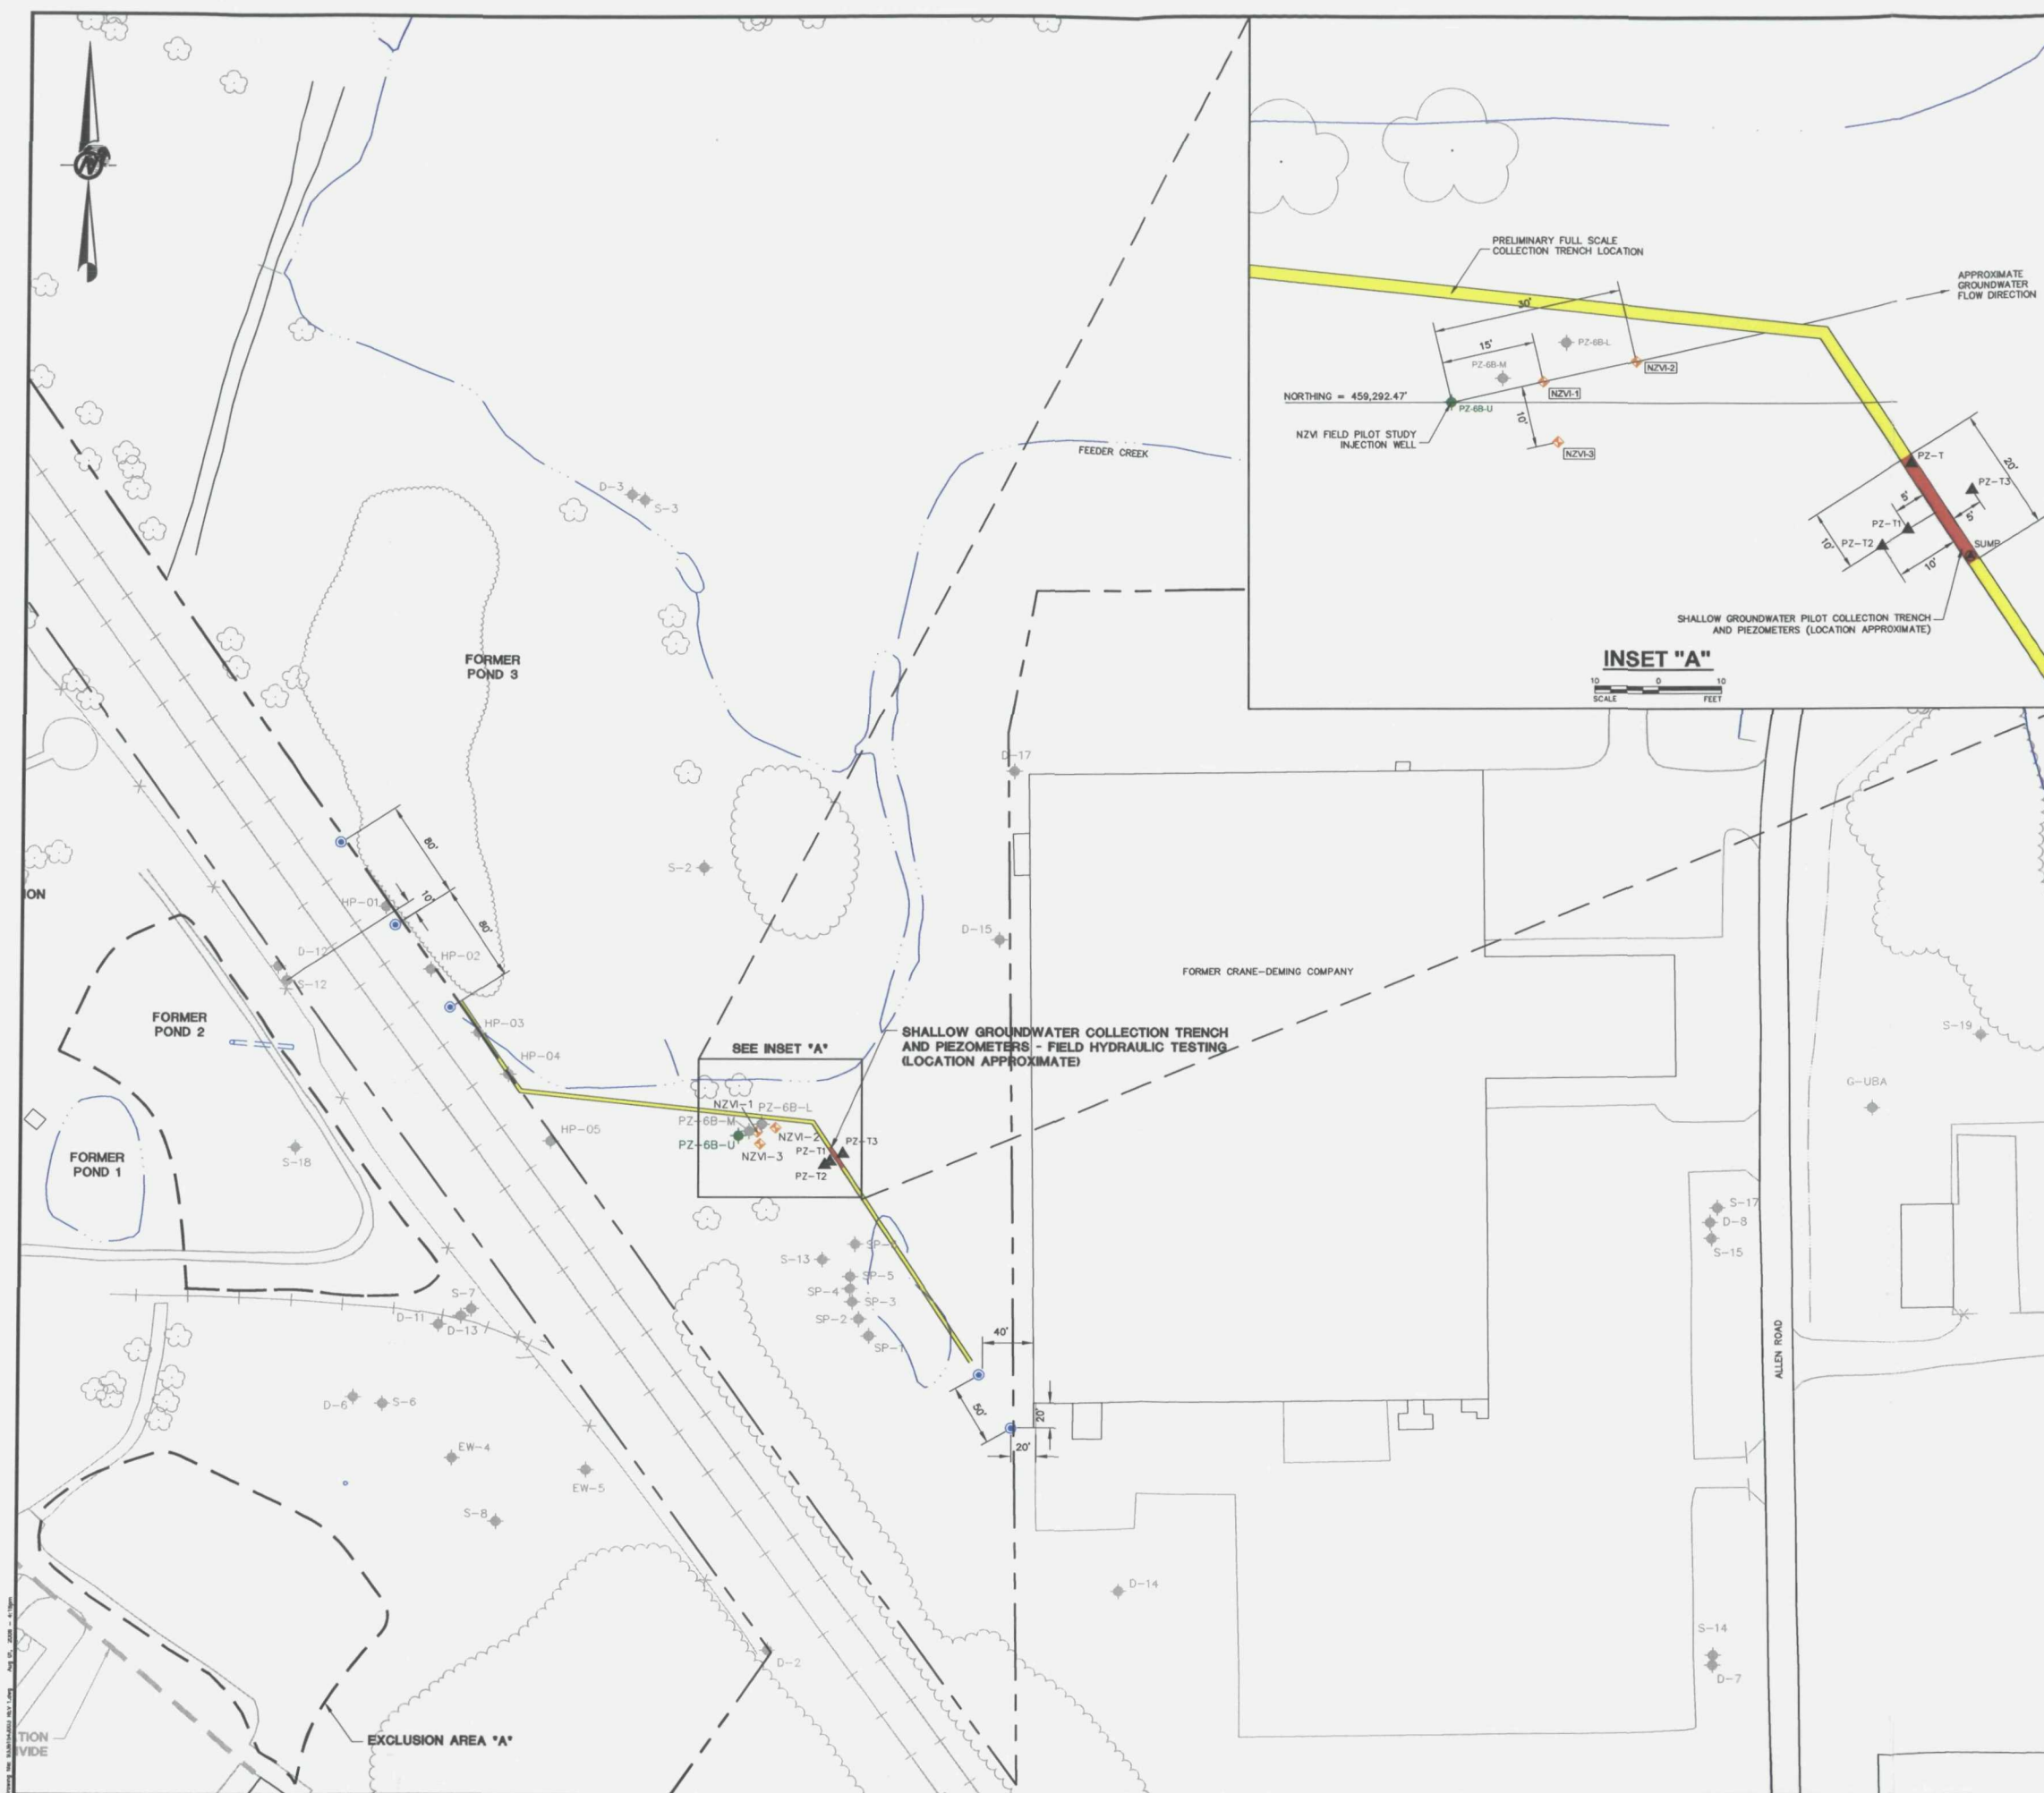 PRELIMINARY FULL SCALE
COLLECTION TRENCH LOCATION
APPROXIMATE
GROUNDWATER
FLOW DIRECTION
30'
15'
PZ-6B-L
PZ-6B-M
NZVI-2
NZVI-1
NORTHING = 459,292.47'
PZ-6B-U
10'
NZVI FIELD PILOT STUDY
INJECTION WELL
NZVI-3
PZ-T
20'
PZ-T3
5'
5'
PZ-T1
PZ-T2
10'
10'
SUMP
SHALLOW GROUNDWATER PILOT COLLECTION TRENCH
AND PIEZOMETERS (LOCATION APPROXIMATE)
INSET "A"
10 0 10
SCALE FEET
FEEDER CREEK
D-3
S-3
FORMER
POND 3
D-17
80'
S-2
10'
HP-01
80'
D-15
HP-02
D-12
S-12
FORMER CRANE-DEMING COMPANY
ION
FORMER
POND 2
HP-03
SHALLOW GROUNDWATER COLLECTION TRENCH
AND PIEZOMETERS - FIELD HYDRAULIC TESTING
(LOCATION APPROXIMATE)
SEE INSET "A"
HP-04
S-19
G-UBA
NZVI-1
PZ-6B-L
PZ-6B-M
NZVI-2
PZ-6B-U
NZVI-3
PZ-T3
PZ-T1
PZ-T2
HP-05
FORMER
POND 1
S-18
S-17
D-8
S-15
S-13
SP-5
SP-4
SP-3
SP-2
SP-1
S-7
D-11
D-13
40'
50'
20'
20'
ALLEN ROAD
D-6
S-6
EW-4
EW-5
S-8
D-14
S-14
D-7
D-2
EXCLUSION AREA "A"
TION
IVIDE